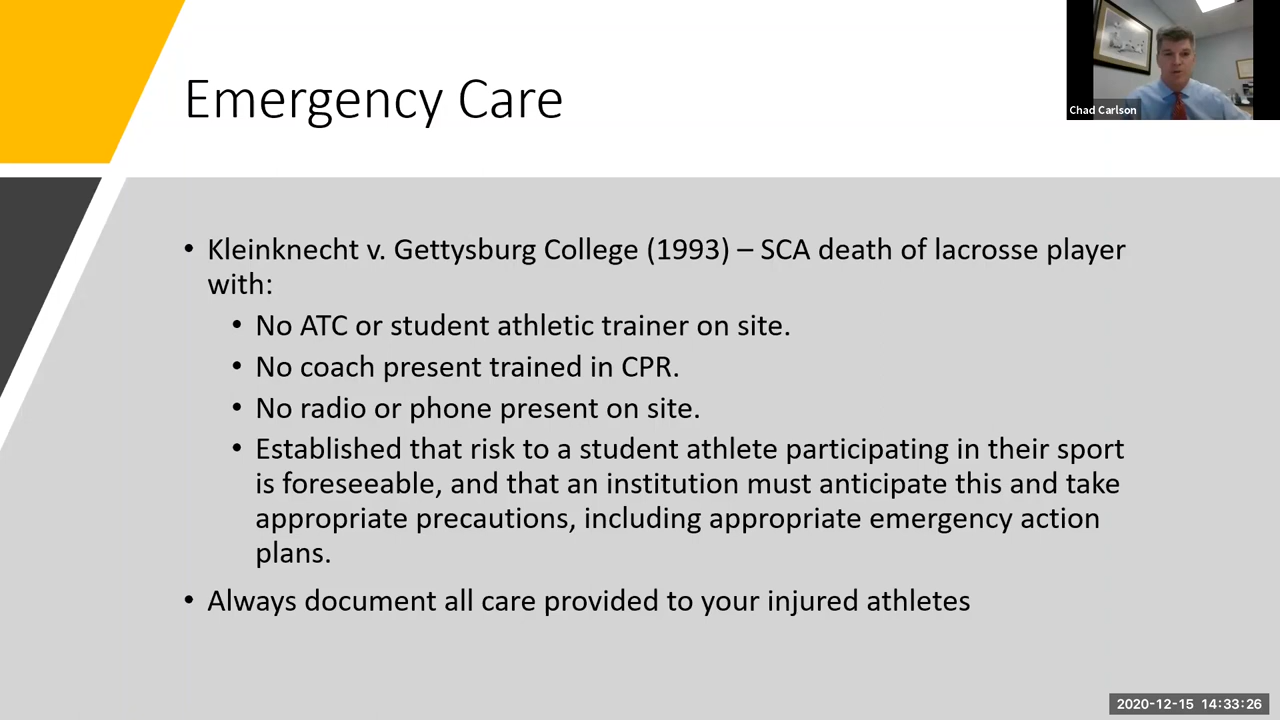 Emergency Care
Chad Carlson
• Kleinknecht v. Gettysburg College (1993) – SCA death of lacrosse player
with:
• No ATC or student athletic trainer on site.
• No coach present trained in CPR.
• No radio or phone present on site.
• Established that risk to a student athlete participating in their sport
is foreseeable, and that an institution must anticipate this and take
appropriate precautions, including appropriate emergency action
plans.
• Always document all care provided to your injured athletes
2020-12-15 14:33:26